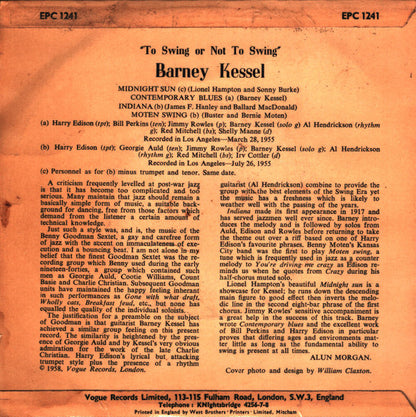 EPC 1241 EPC 1241
"To Swing or Not To Swing"
Barney Kessel
MIDNIGHT SUN (c) (Lionel Hampton and Sonny Burke)
CONTEMPORARY BLUES (a) (Barney Kessel)
INDIANA (b) (James F. Hanley and Ballard MacDonald)
MOTEN SWING (b) (Buster and Bernie Moten)
(a) Harry Edison (tpt); Bill Perkins (ten); Jimmy Rowles (p); Barney Kessel (solo g) Al Hendrickson (rhythm
g); Red Mitchell (bs); Shelly Manne (d)
Recorded in Los Angeles—March 28, 1955
(b) Harry Edison (tpt); Georgie Auld (ten); Jimmy Rowles (p); Barney Kessel (solo g) Al Hendrickson
(rhythm g); Red Mitchell (bs); Irv Cottler (d)
Recorded in Los Angeles—July 26, 1955
(c) Personnel as for (b) minus trumpet and tenor. Same date.
A criticism frequently levelled at post-war jazz
is that it has become too complicated and too
serious. Many maintain that jazz should remain a
basically simple form of music, a suitable back-
ground for dancing, free from those factors which
demand from the listener a certain amount of
technical knowledge.
Just such a style was, and is, the music of the
Benny Goodman Sextet, a gay and carefree form
of jazz with the accent on immaculateness of exe-
cution and a bouncing beat. I am not alone in my
belief that the finest Goodman Sextet was the re-
cording group which Benny used during the early
nineteen-forties, a group which contained such
men as Georgie Auld, Cootie Williams, Count
Basie and Charlie Christian. Subsequent Goodman
units have maintained the happy feeling inherent
in such performances as Gone with what draft,
Wholly cats, Breakfast feud, etc., but none has
equalled the quality of the individual soloists.
The justification for a preamble on the subject
of Goodman is that guitarist Barney Kessel has
achieved a similar group feeling on this present
record. The similarity is heightened by the pres-
ence of Georgie Auld and by Kessel's very obvious
admiration for the work of the late Charlie
Christian. Harry Edison's lyrical but attacking
trumpet style plus the presence of a rhythm
© 1958, Vogue Records, London.
guitarist (Al Hendrickson) combine to provide the
group with the best elements of the Swing Era yet
the music has a freshness which is likely to
weather well with the passing of the years.
Indiana made its first appearance in 1917 and
has served jazzmen well ever since. Barney intro-
duces the melody and is followed by solos from
Auld, Edison and Rowles before returning to take
the theme out over a riff based on one of Harry
Edison's favourite phrases. Benny Moten's Kansas
City band was the first to play Moten swing, a
tune which is frequently used in jazz as a counter
melody to You're driving me crazy as Edison re-
minds us when he quotes from Crazy during his
half-chorus muted solo.
Lionel Hampton's beautiful Midnight sun is a
showcase for Kessel; he runs down the descending
main figure to good effect then inverts the melo-
dic line in the second eight-bar phrase of the first
chorus. Jimmy Rowles' sensitive accompaniment is
a great help in the success of this track. Barney
wrote Contemporary blues and the excellent work
of Bill Perkins and Harry Edison in particular
proves that differing ages and environments mat-
ter little as long as the fundamental ability to
swing is present at all times.
ALUN MORGAN.
Cover photo and design by William Claxton.
Vogue Records Limited, 113-115 Fulham Road, London, S.W.3, England
Telephone: KNightsbridge 4256-7-8
Printed in England by West Brothers' Printers' Limited, Mitcham